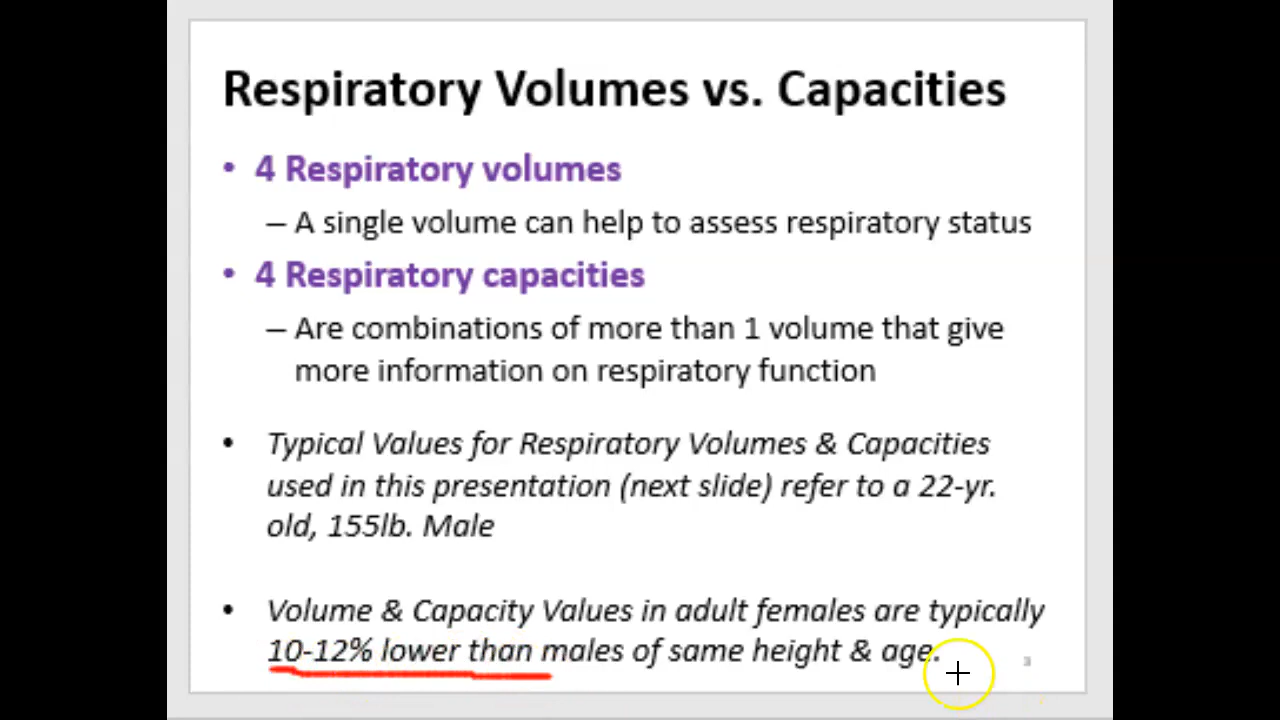 Respiratory Volumes vs. Capacities
• 4 Respiratory volumes
– A single volume can help to assess respiratory status
• 4 Respiratory capacities
– Are combinations of more than 1 volume that give
more information on respiratory function
• Typical Values for Respiratory Volumes & Capacities
used in this presentation (next slide) refer to a 22-yr.
old, 155lb. Male
• Volume & Capacity Values in adult females are typically
10-12% lower than males of same height & age.
3